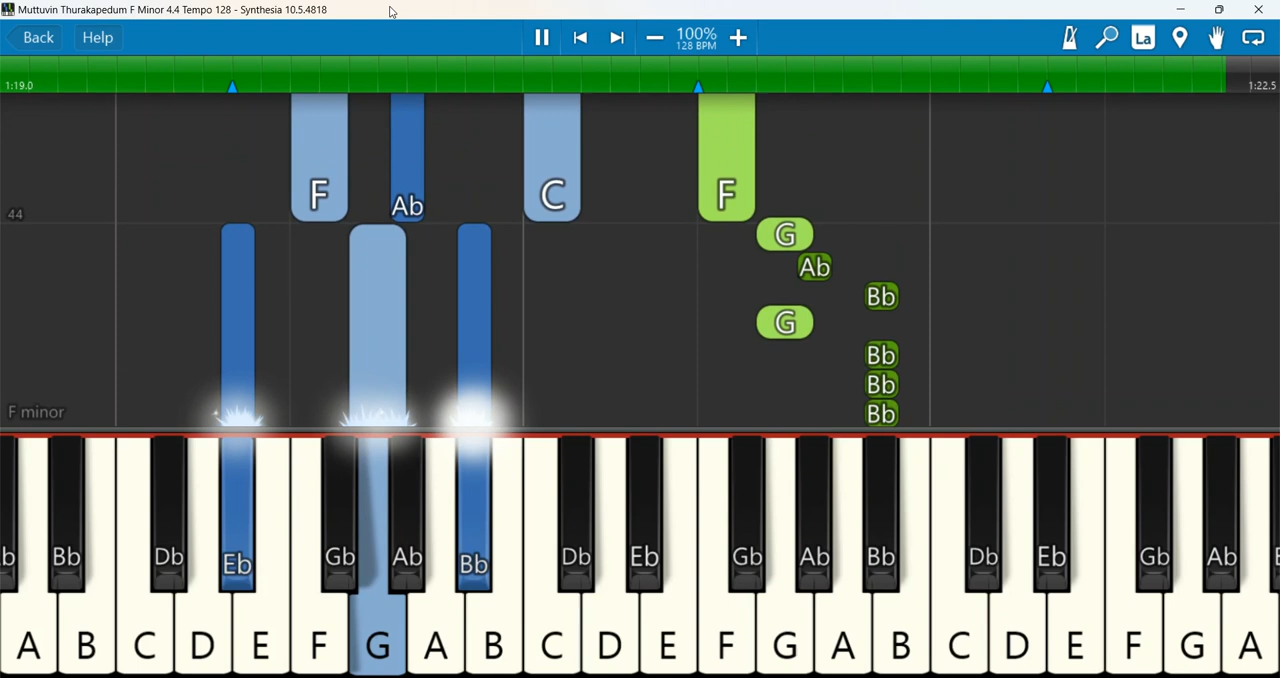 Muttuvin Thurakapedum F Minor 4.4 Tempo 128 - Synthesia 10.5.4818
Back Help 100% La
128 BPM
1:19.0 1:22.5
F Ab C F
44
G
Ab
Bb
G
Bb
Bb
F minor Bb
Bb Db Eb Gb Ab Bb Db Eb Gb Ab Bb Db Eb Gb Ab
A B C D E F G A B C D E F G A B C D E F G A